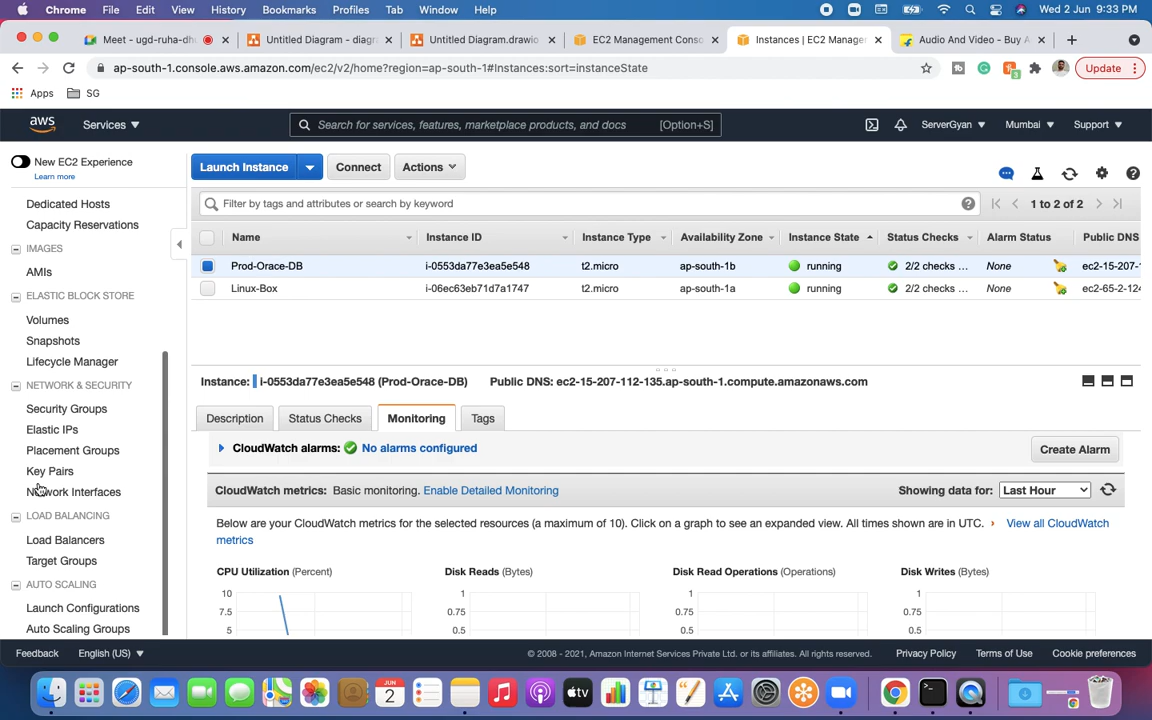 Chrome File Edit View History Bookmarks Profiles Tab Window Help Wed 2 Jun 9:33 PM
Meet - ugd-ruha-dh Untitled Diagram - diagr Untitled Diagram.drawio EC2 Management Conso Instances | EC2 Manage Audio And Video - Buy A
ap-south-1.console.aws.amazon.com/ec2/v2/home?region=ap-south-1#Instances:sort=instanceState Update
Apps SG
aws Services Search for services, features, marketplace products, and docs [Option+S] ServerGyan Mumbai Support
New EC2 Experience
Learn more
Launch Instance Connect Actions
Dedicated Hosts
Capacity Reservations
IMAGES
AMIs
ELASTIC BLOCK STORE
Volumes
Snapshots
Lifecycle Manager
NETWORK & SECURITY
Security Groups
Elastic IPs
Placement Groups
Key Pairs
Network Interfaces
LOAD BALANCING
Load Balancers
Target Groups
AUTO SCALING
Launch Configurations
Auto Scaling Groups
Filter by tags and attributes or search by keyword 1 to 2 of 2
Name Instance ID Instance Type Availability Zone Instance State Status Checks Alarm Status Public DNS
Prod-Orace-DB i-0553da77e3ea5e548 t2.micro ap-south-1b running 2/2 checks ... None ec2-15-207-
Linux-Box i-06ec63eb71d7a1747 t2.micro ap-south-1a running 2/2 checks ... None ec2-65-2-124
Instance: i-0553da77e3ea5e548 (Prod-Orace-DB) Public DNS: ec2-15-207-112-135.ap-south-1.compute.amazonaws.com
Description Status Checks Monitoring Tags
CloudWatch alarms: No alarms configured Create Alarm
CloudWatch metrics: Basic monitoring. Enable Detailed Monitoring Showing data for: Last Hour
Below are your CloudWatch metrics for the selected resources (a maximum of 10). Click on a graph to see an expanded view. All times shown are in UTC. View all CloudWatch
metrics
CPU Utilization (Percent) Disk Reads (Bytes) Disk Read Operations (Operations) Disk Writes (Bytes)
10 1 1 1
7.5 0.75 0.75 0.75
5 0.5 0.5 0.5
Feedback English (US) © 2008 - 2021, Amazon Internet Services Private Ltd. or its affiliates. All rights reserved. Privacy Policy Terms of Use Cookie preferences
JUN
2
tv